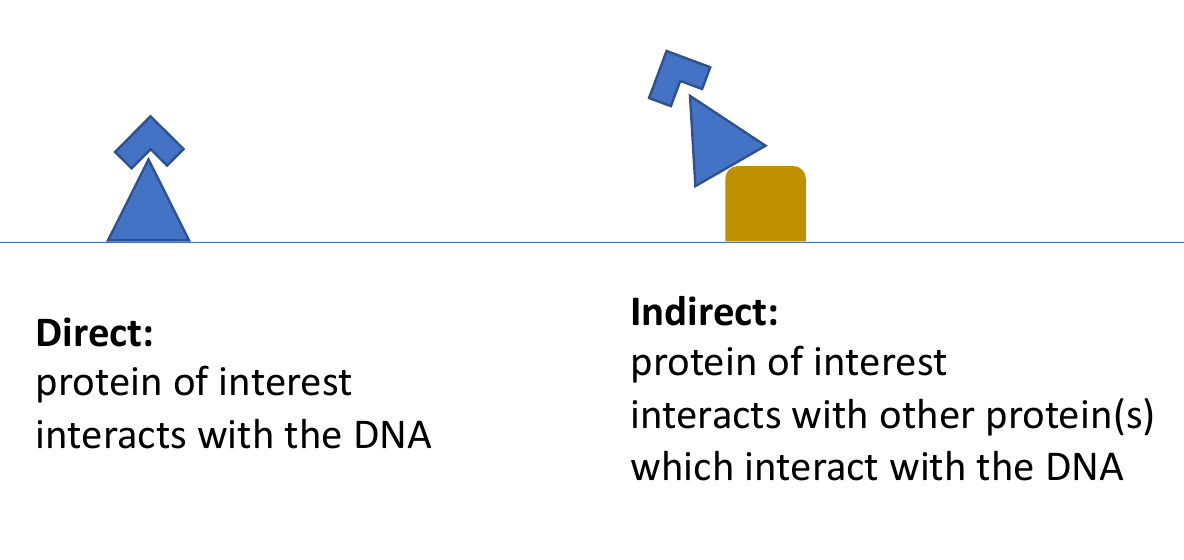 Direct:
protein of interest
interacts with the DNA
Indirect:
protein of interest
interacts with other protein(s)
which interact with the DNA